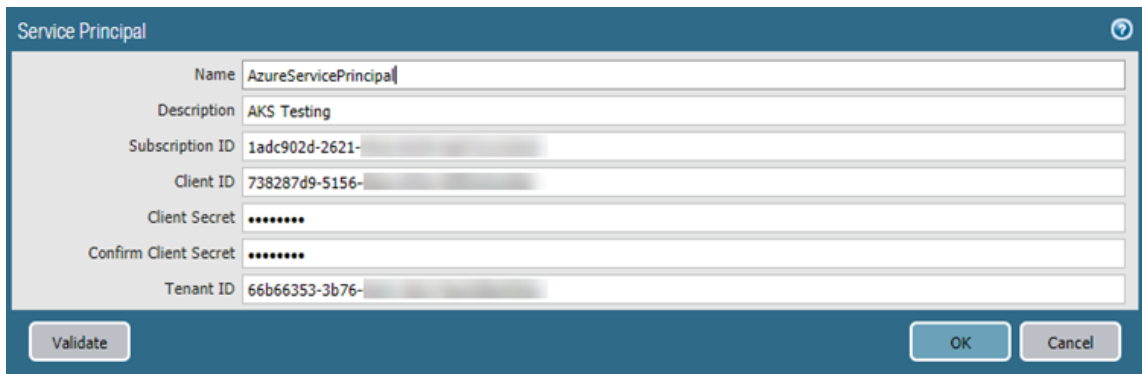 Service Principal
Name AzureServicePrincipal
Description AKS Testing
Subscription ID 1adc902d-2621-
Client ID 738287d9-5156-
Client Secret ••••••••
Confirm Client Secret ••••••••
Tenant ID 66b66353-3b76-
Validate OK Cancel